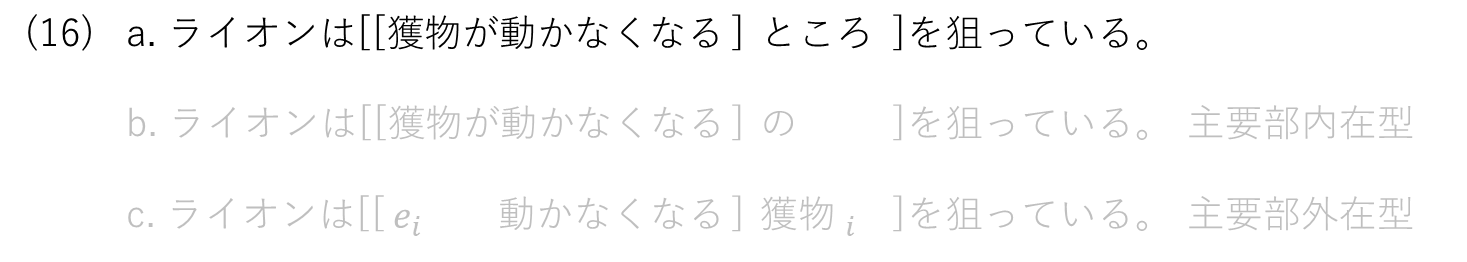 (16) a. ライオンは[[獲物が動かなくなる] ところ ]を狙っている。
b. ライオンは[[獲物が動かなくなる] の ]を狙っている。 主要部内在型
c. ライオンは[[ eᵢ 動かなくなる] 獲物 ᵢ ]を狙っている。 主要部外在型